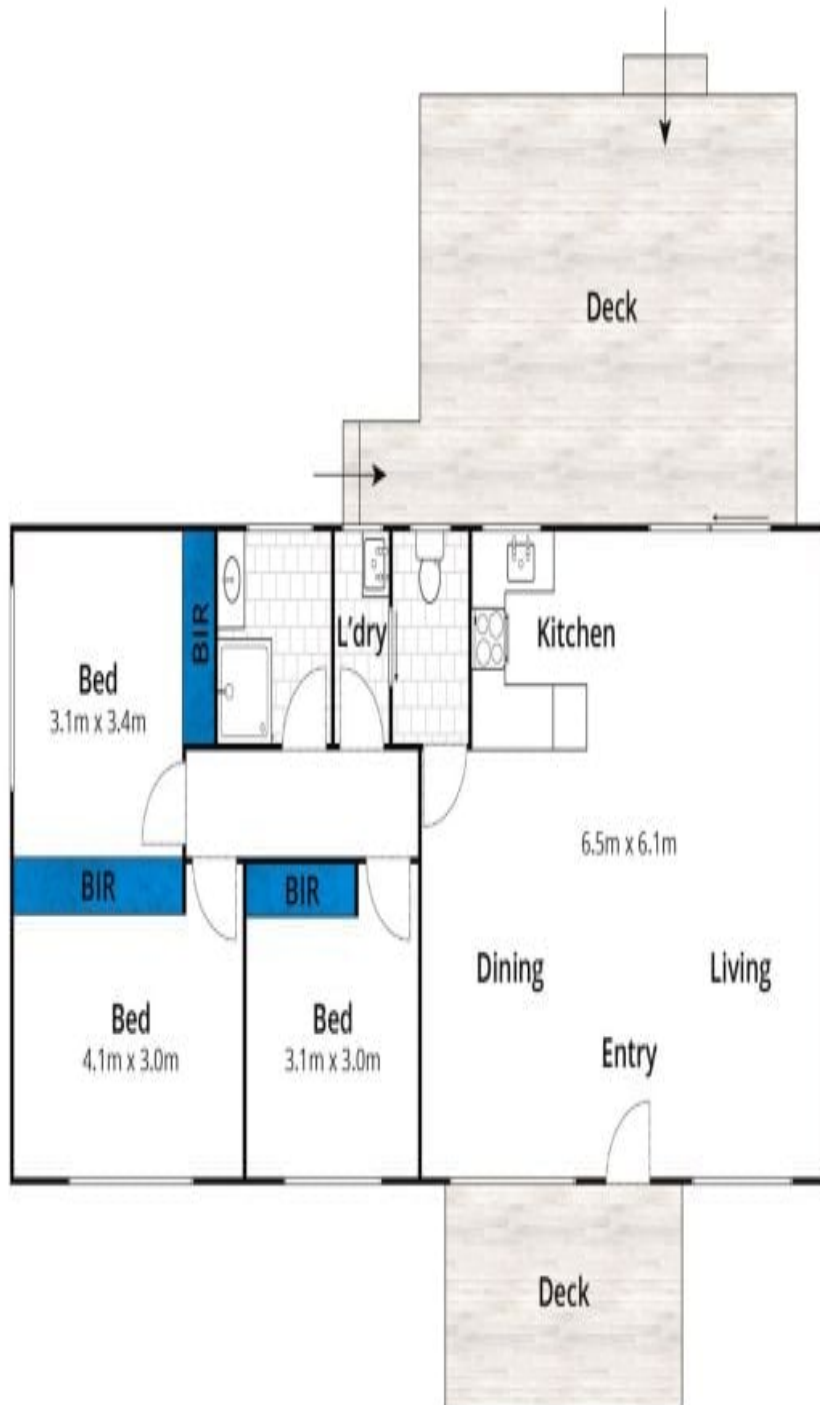 Deck
BIR
L'dry
Kitchen
Bed
3.1m x 3.4m
6.5m x 6.1m
BIR
BIR
Dining
Living
Bed
4.1m x 3.0m
Bed
3.1m x 3.0m
Entry
Deck